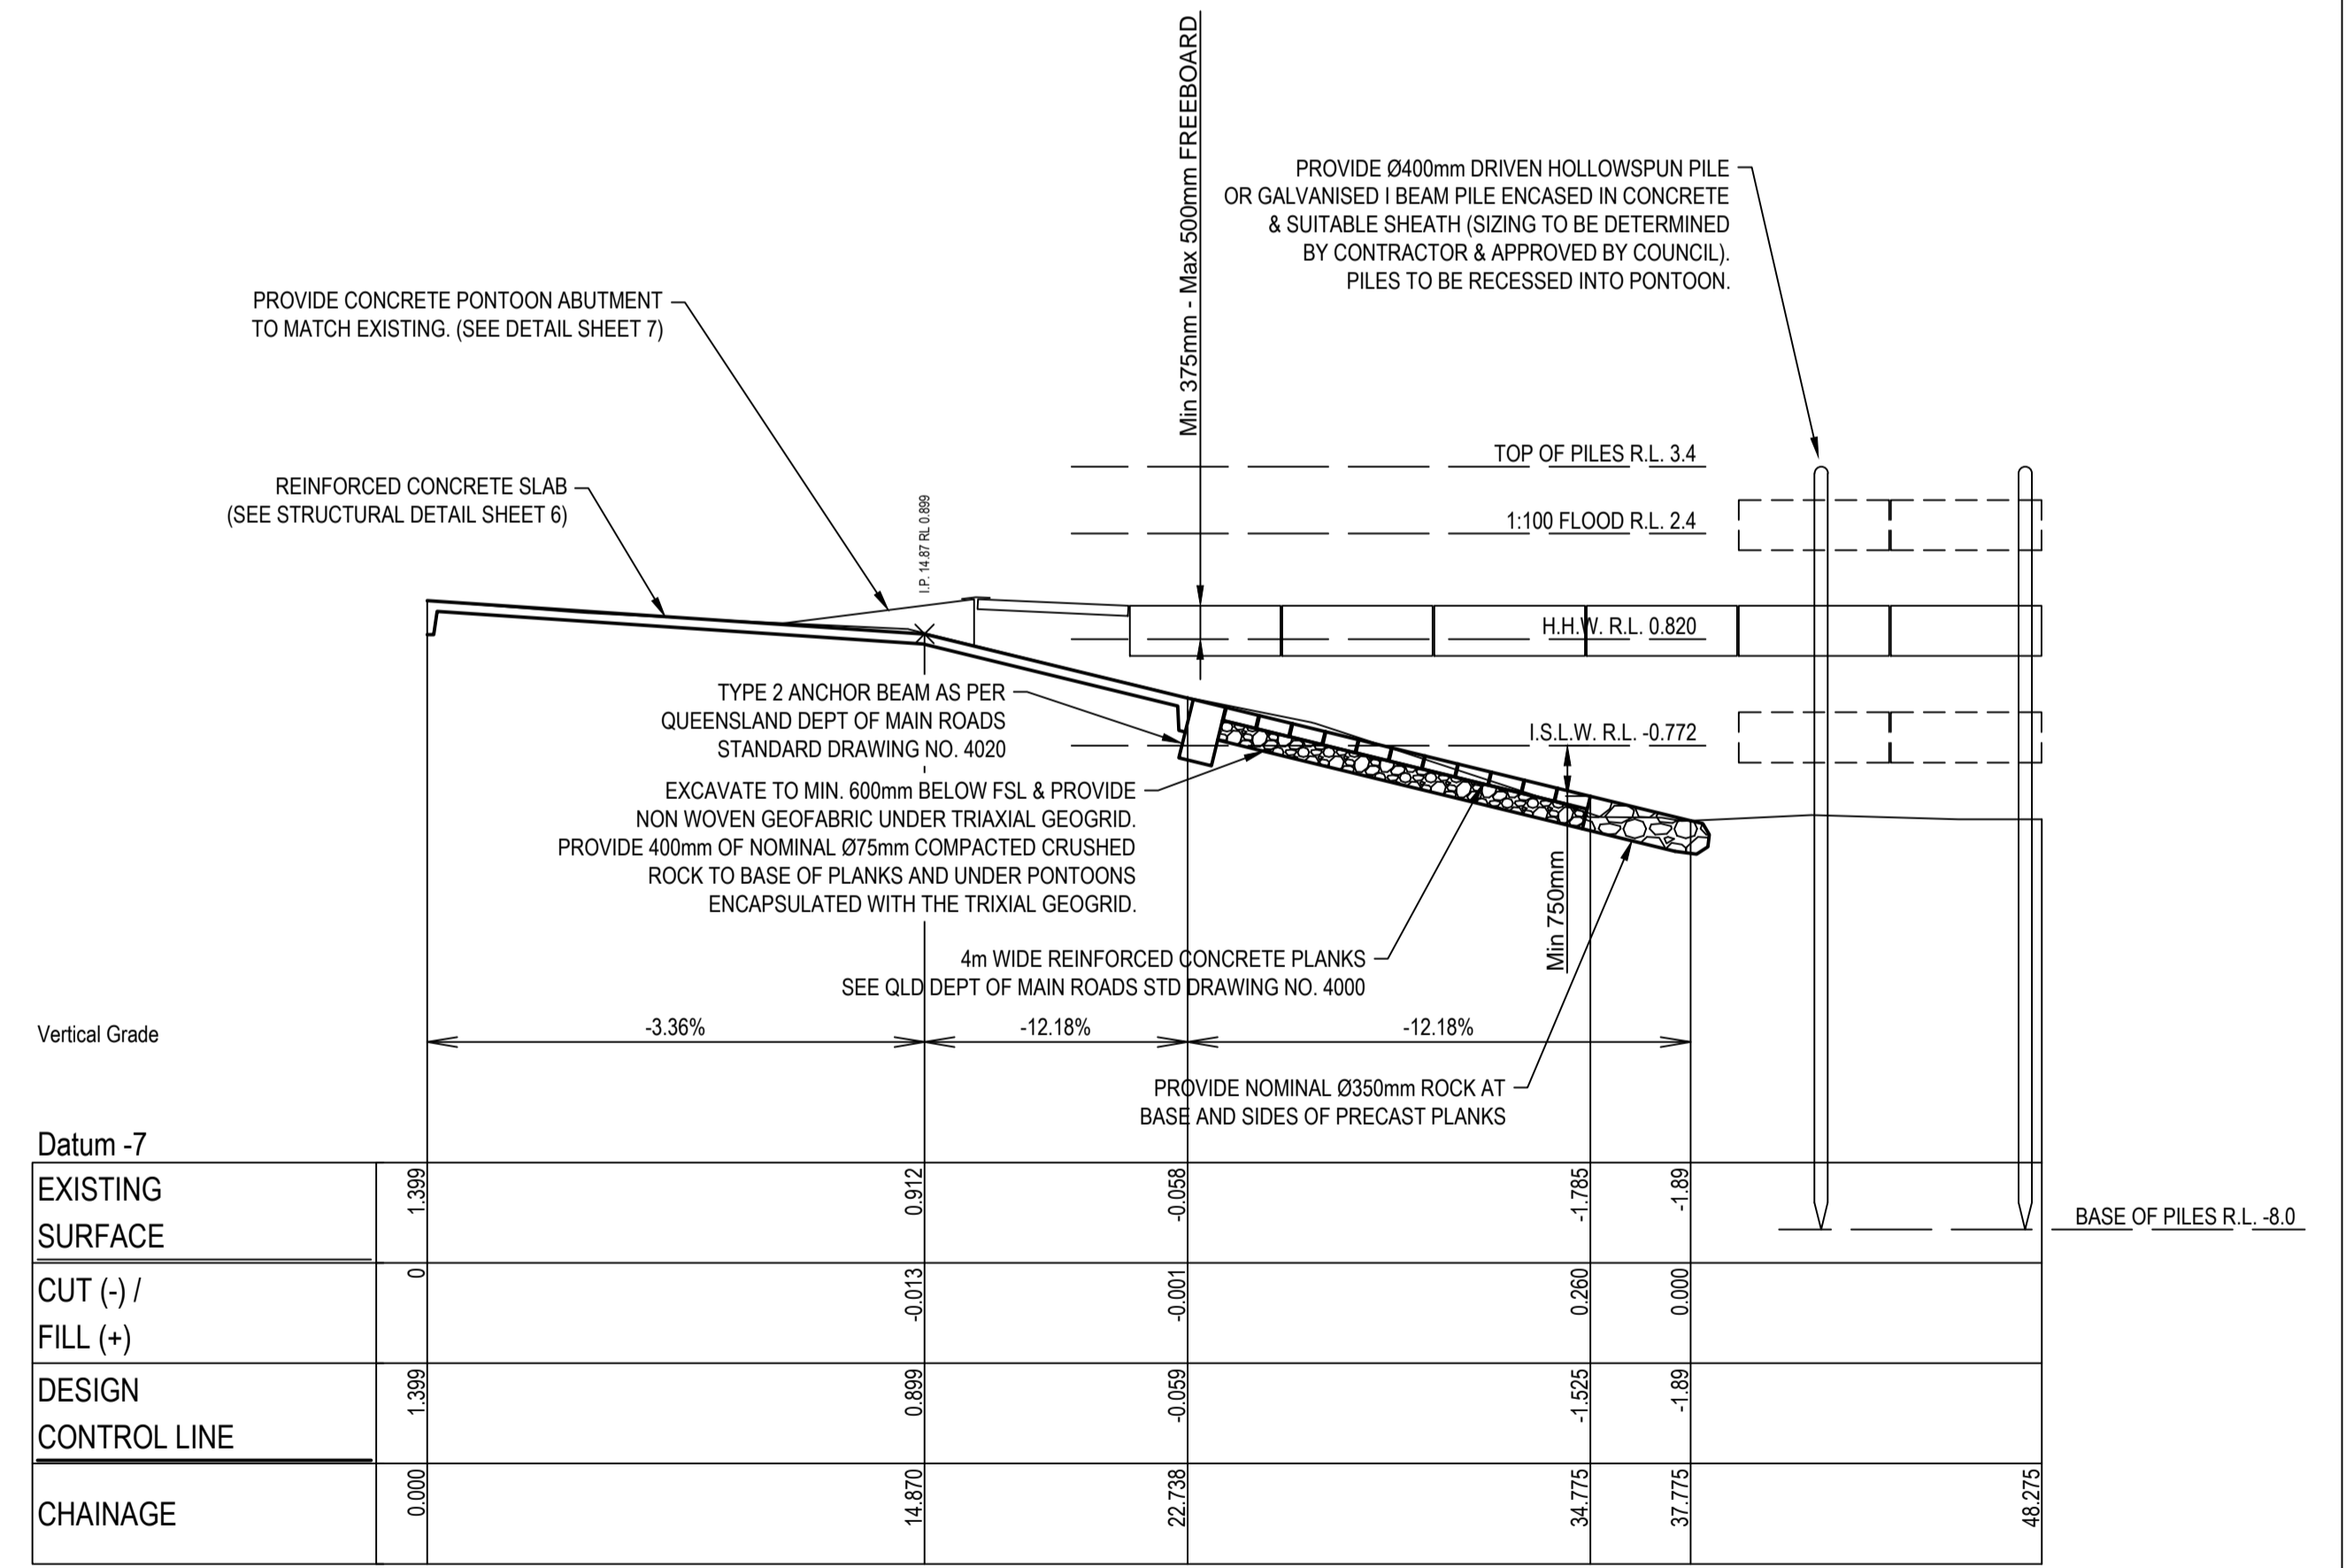 Min 375mm - Max 500mm FREEBOARD
PROVIDE Ø400mm DRIVEN HOLLOWSPUN PILE
OR GALVANISED I BEAM PILE ENCASED IN CONCRETE
& SUITABLE SHEATH (SIZING TO BE DETERMINED
BY CONTRACTOR & APPROVED BY COUNCIL).
PILES TO BE RECESSED INTO PONTOON.
PROVIDE CONCRETE PONTOON ABUTMENT
TO MATCH EXISTING. (SEE DETAIL SHEET 7)
REINFORCED CONCRETE SLAB
(SEE STRUCTURAL DETAIL SHEET 6)
I.P. 14.87 RL 0.899
TOP OF PILES R.L. 3.4
1:100 FLOOD R.L. 2.4
H.H.W. R.L. 0.820
I.S.L.W. R.L. -0.772
TYPE 2 ANCHOR BEAM AS PER
QUEENSLAND DEPT OF MAIN ROADS
STANDARD DRAWING NO. 4020
EXCAVATE TO MIN. 600mm BELOW FSL & PROVIDE
NON WOVEN GEOFABRIC UNDER TRIAXIAL GEOGRID.
PROVIDE 400mm OF NOMINAL Ø75mm COMPACTED CRUSHED
ROCK TO BASE OF PLANKS AND UNDER PONTOONS
ENCAPSULATED WITH THE TRIXIAL GEOGRID.
Min 750mm
4m WIDE REINFORCED CONCRETE PLANKS
SEE QLD DEPT OF MAIN ROADS STD DRAWING NO. 4000
Vertical Grade
-3.36%
-12.18%
-12.18%
PROVIDE NOMINAL Ø350mm ROCK AT
BASE AND SIDES OF PRECAST PLANKS
Datum -7
EXISTING
SURFACE
1.399
0.912
-0.058
-1.785
-1.89
BASE OF PILES R.L. -8.0
CUT (-) /
FILL (+)
0
-0.013
-0.001
0.260
0.000
DESIGN
CONTROL LINE
1.399
0.899
-0.059
-1.525
-1.89
CHAINAGE
0.000
14.870
22.738
34.775
37.775
48.275